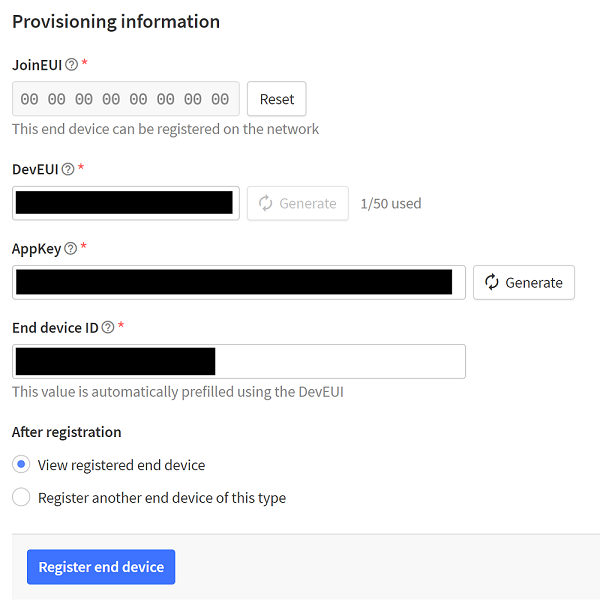 Provisioning information
JoinEUI ? *
00 00 00 00 00 00 00 00 Reset
This end device can be registered on the network
DevEUI ? *
Generate 1/50 used
AppKey ? *
Generate
End device ID ? *
This value is automatically prefilled using the DevEUI
After registration
View registered end device
Register another end device of this type
Register end device